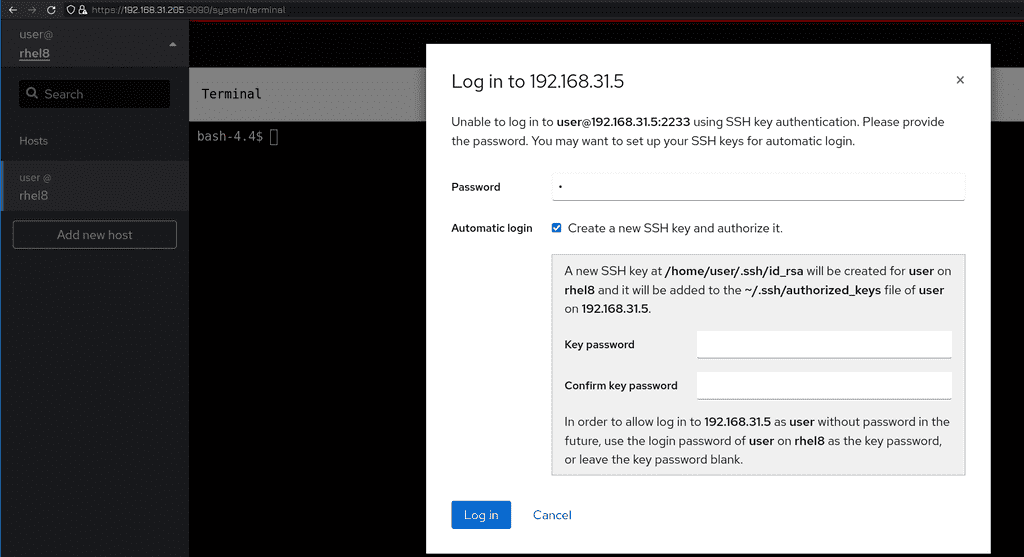 https://192.168.31.205:9090/system/terminal
user@
rhel8
Search
Hosts
user @
rhel8
Add new host
Terminal
bash-4.4$
Log in to 192.168.31.5
Unable to log in to user@192.168.31.5:2233 using SSH key authentication. Please provide
the password. You may want to set up your SSH keys for automatic login.
Password
Automatic login
Create a new SSH key and authorize it.
A new SSH key at /home/user/.ssh/id_rsa will be created for user on
rhel8 and it will be added to the ~/.ssh/authorized_keys file of user
on 192.168.31.5.
Key password
Confirm key password
In order to allow log in to 192.168.31.5 as user without password in the
future, use the login password of user on rhel8 as the key password,
or leave the key password blank.
Log in
Cancel